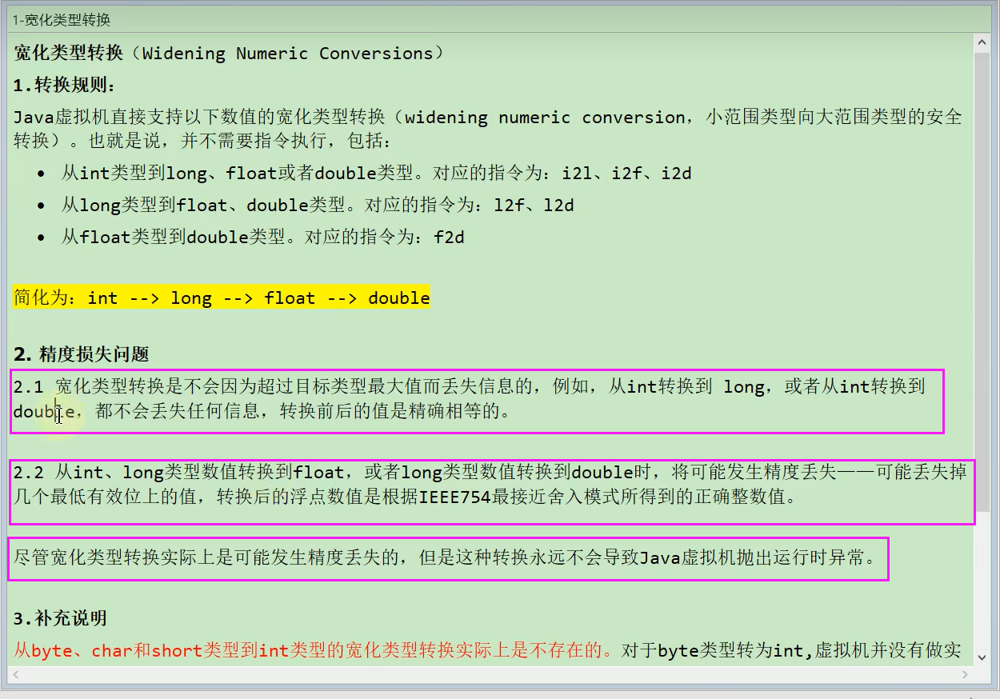 1-宽化类型转换
宽化类型转换（Widening Numeric Conversions）
1.转换规则：
Java虚拟机直接支持以下数值的宽化类型转换（widening numeric conversion，小范围类型向大范围类型的安全
转换）。也就是说，并不需要指令执行，包括：
• 从int类型到long、float或者double类型。对应的指令为：i2l、i2f、i2d
• 从long类型到float、double类型。对应的指令为：l2f、l2d
• 从float类型到double类型。对应的指令为：f2d
简化为：int --> long --> float --> double
2. 精度损失问题
2.1 宽化类型转换是不会因为超过目标类型最大值而丢失信息的，例如，从int转换到 long，或者从int转换到
double，都不会丢失任何信息，转换前后的值是精确相等的。
2.2 从int、long类型数值转换到float，或者long类型数值转换到double时，将可能发生精度丢失——可能丢失掉
几个最低有效位上的值，转换后的浮点数值是根据IEEE754最接近舍入模式所得到的正确整数值。
尽管宽化类型转换实际上是可能发生精度丢失的，但是这种转换永远不会导致Java虚拟机抛出运行时异常。
3.补充说明
从byte、char和short类型到int类型的宽化类型转换实际上是不存在的。对于byte类型转为int,虚拟机并没有做实